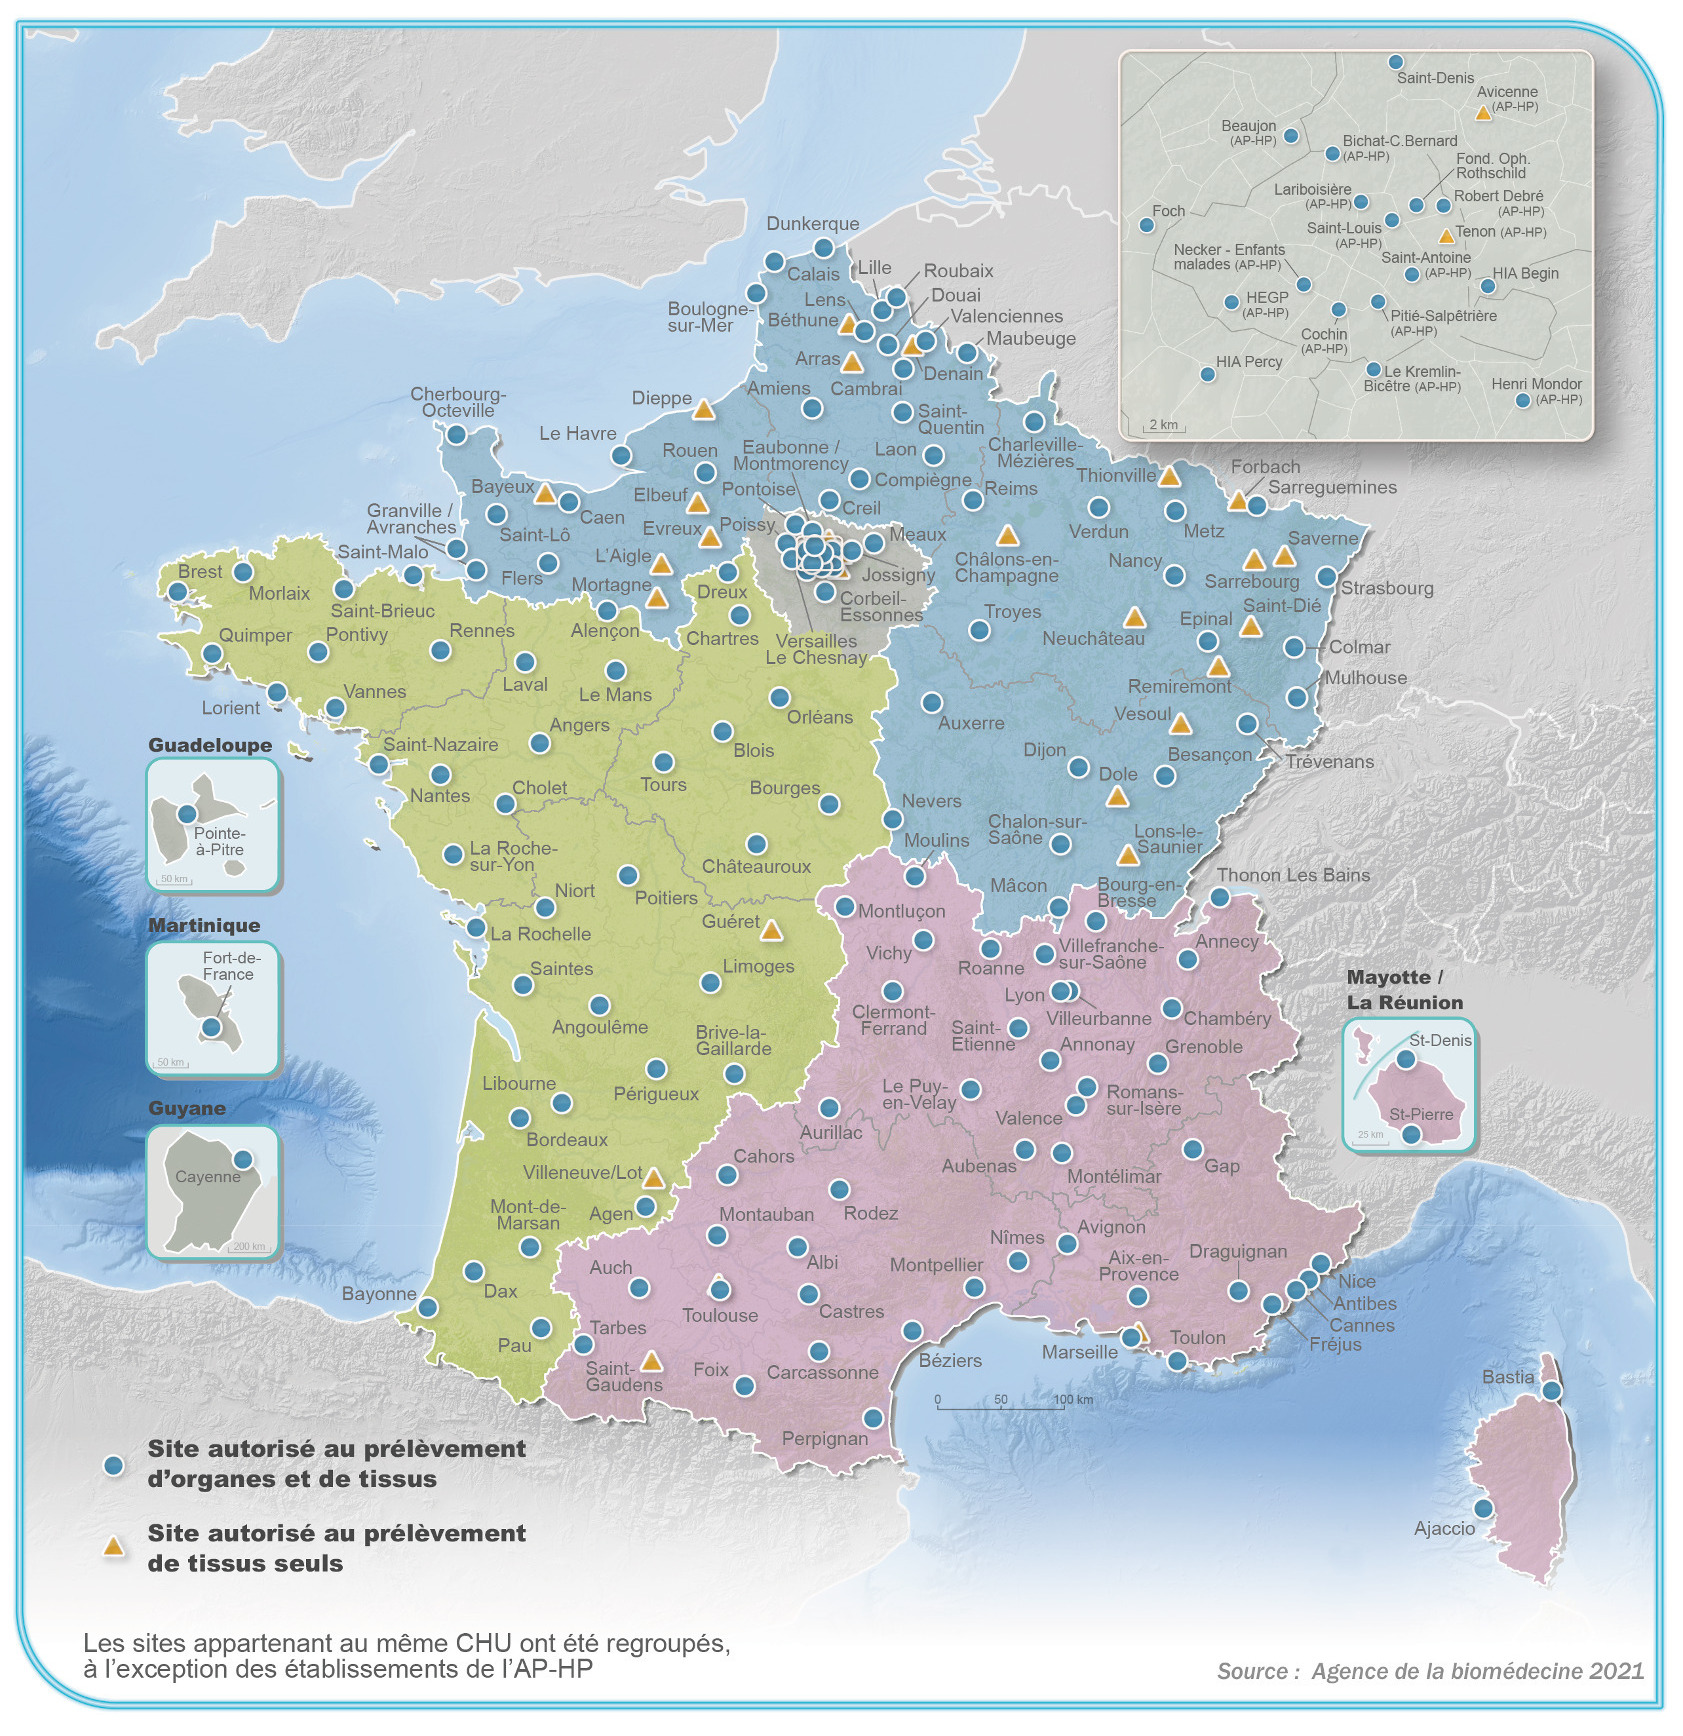 Saint-Denis
Avicenne
(AP-HP)
Beaujon
(AP-HP)
Bichat-C.Bernard
(AP-HP)
Fond. Oph.
Rothschild
Lariboisière
(AP-HP)
Robert Debré
(AP-HP)
Foch
Saint-Louis
(AP-HP)
Tenon (AP-HP)
Necker - Enfants
malades (AP-HP)
Saint-Antoine
(AP-HP)
HIA Begin
HEGP
(AP-HP)
Pitié-Salpêtrière
(AP-HP)
Cochin
(AP-HP)
HIA Percy
Le Kremlin-
Bicêtre (AP-HP)
Henri Mondor
(AP-HP)
2 km
Dunkerque
Calais
Lille
Roubaix
Boulogne-
sur-Mer
Lens
Douai
Béthune
Valenciennes
Maubeuge
Arras
Denain
Amiens
Cambrai
Dieppe
Cherbourg-
Octeville
Saint-
Quentin
Le Havre
Rouen
Eaubonne /
Montmorency
Laon
Charleville-
Mézières
Thionville
Forbach
Sarreguemines
Bayeux
Elbeuf
Pontoise
Compiègne
Reims
Granville /
Avranches
Saint-Lô
Caen
Evreux
Poissy
Creil
Meaux
Verdun
Metz
Saverne
Saint-Malo
L'Aigle
Châlons-en-
Champagne
Nancy
Sarrebourg
Brest
Morlaix
Flers
Mortagne
Dreux
Jossigny
Strasbourg
Saint-Brieuc
Corbeil-
Essonnes
Troyes
Epinal
Saint-Dié
Quimper
Pontivy
Rennes
Alençon
Chartres
Versailles
Le Chesnay
Neuchâteau
Colmar
Laval
Le Mans
Remiremont
Mulhouse
Lorient
Vannes
Orléans
Auxerre
Vesoul
Angers
Blois
Dijon
Besançon
Trévenans
Saint-Nazaire
Nantes
Cholet
Tours
Bourges
Dole
Nevers
Chalon-sur-
Saône
Lons-le-
Saunier
La Roche-
sur-Yon
Châteauroux
Moulins
Mâcon
Bourg-en-
Bresse
Thonon Les Bains
Niort
Poitiers
Guéret
Montluçon
La Rochelle
Vichy
Roanne
Villefranche-
sur-Saône
Annecy
Saintes
Limoges
Lyon
Villeurbanne
Angoulême
Clermont-
Ferrand
Saint-
Etienne
Chambéry
Brive-la-
Gaillarde
Annonay
Grenoble
Libourne
Périgueux
Le Puy-
en-Velay
Romans-
sur-Isère
Bordeaux
Aurillac
Valence
Villeneuve/Lot
Cahors
Aubenas
Montélimar
Gap
Mont-de-
Marsan
Agen
Montauban
Rodez
Avignon
Nîmes
Auch
Albi
Montpellier
Aix-en-
Provence
Draguignan
Bayonne
Dax
Toulouse
Castres
Nice
Antibes
Cannes
Fréjus
Pau
Tarbes
Marseille
Toulon
Saint-
Gaudens
Foix
Carcassonne
Béziers
Perpignan
0 50 100 km
Bastia
Ajaccio
Guadeloupe
Pointe-
à-Pitre
50 km
Martinique
Fort-de-
France
50 km
Guyane
Cayenne
200 km
Mayotte /
La Réunion
St-Denis
St-Pierre
25 km
Site autorisé au prélèvement
d'organes et de tissus
Site autorisé au prélèvement
de tissus seuls
Les sites appartenant au même CHU ont été regroupés,
à l'exception des établissements de l'AP-HP
Source : Agence de la biomédecine 2021